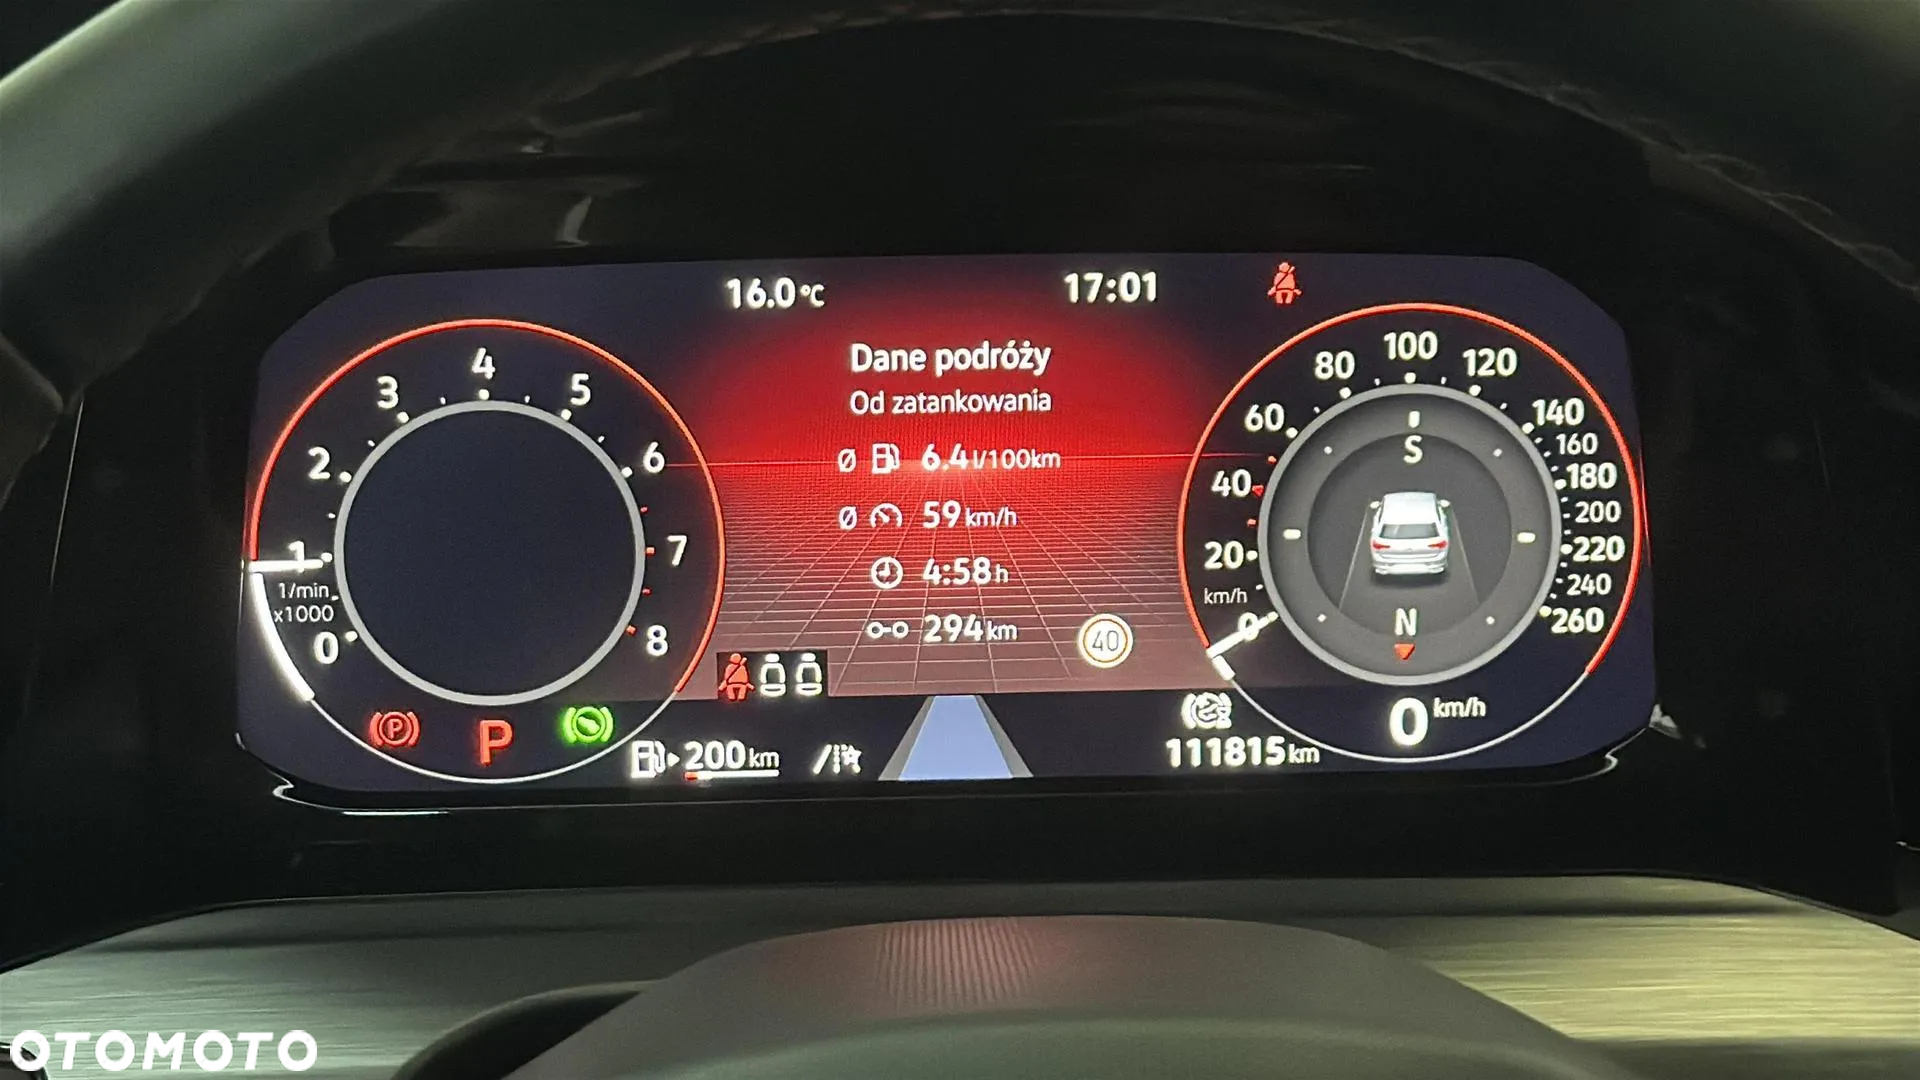 16.0 °C
17:01
Dane podróży
Od zatankowania
Ø 6.4 l/100km
Ø 59 km/h
4:58 h
294 km
40
0
1
2
3
4
5
6
7
8
1/min
x1000
P
P
200 km
111815 km
0
20
40
60
80
100
120
140
160
180
200
220
240
260
km/h
S
N
0 km/h
OTOMOTO